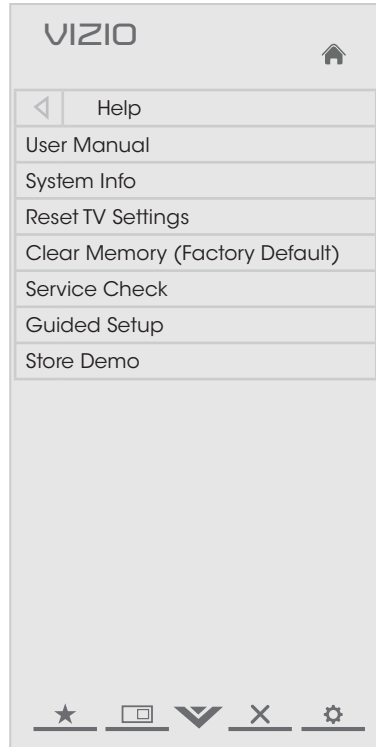 VIZIO
Help
User Manual
System Info
Reset TV Settings
Clear Memory (Factory Default)
Service Check
Guided Setup
Store Demo